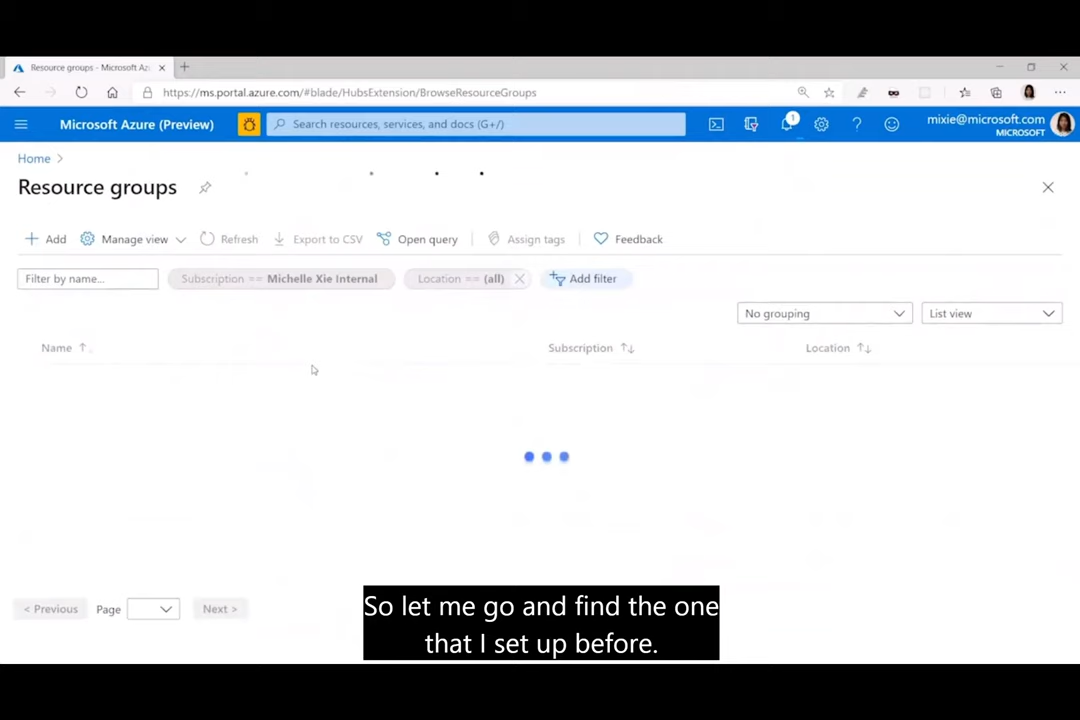 Resource groups - Microsoft Az
https://ms.portal.azure.com/#blade/HubsExtension/BrowseResourceGroups
Microsoft Azure (Preview)
Search resources, services, and docs (G+/)
1
mixie@microsoft.com
MICROSOFT
Home >
Resource groups
Add
Manage view
Refresh
Export to CSV
Open query
Assign tags
Feedback
Filter by name...
Subscription == Michelle Xie Internal
Location == (all)
Add filter
No grouping
List view
Name
Subscription
Location
< Previous
Page
Next >
So let me go and find the one
that I set up before.